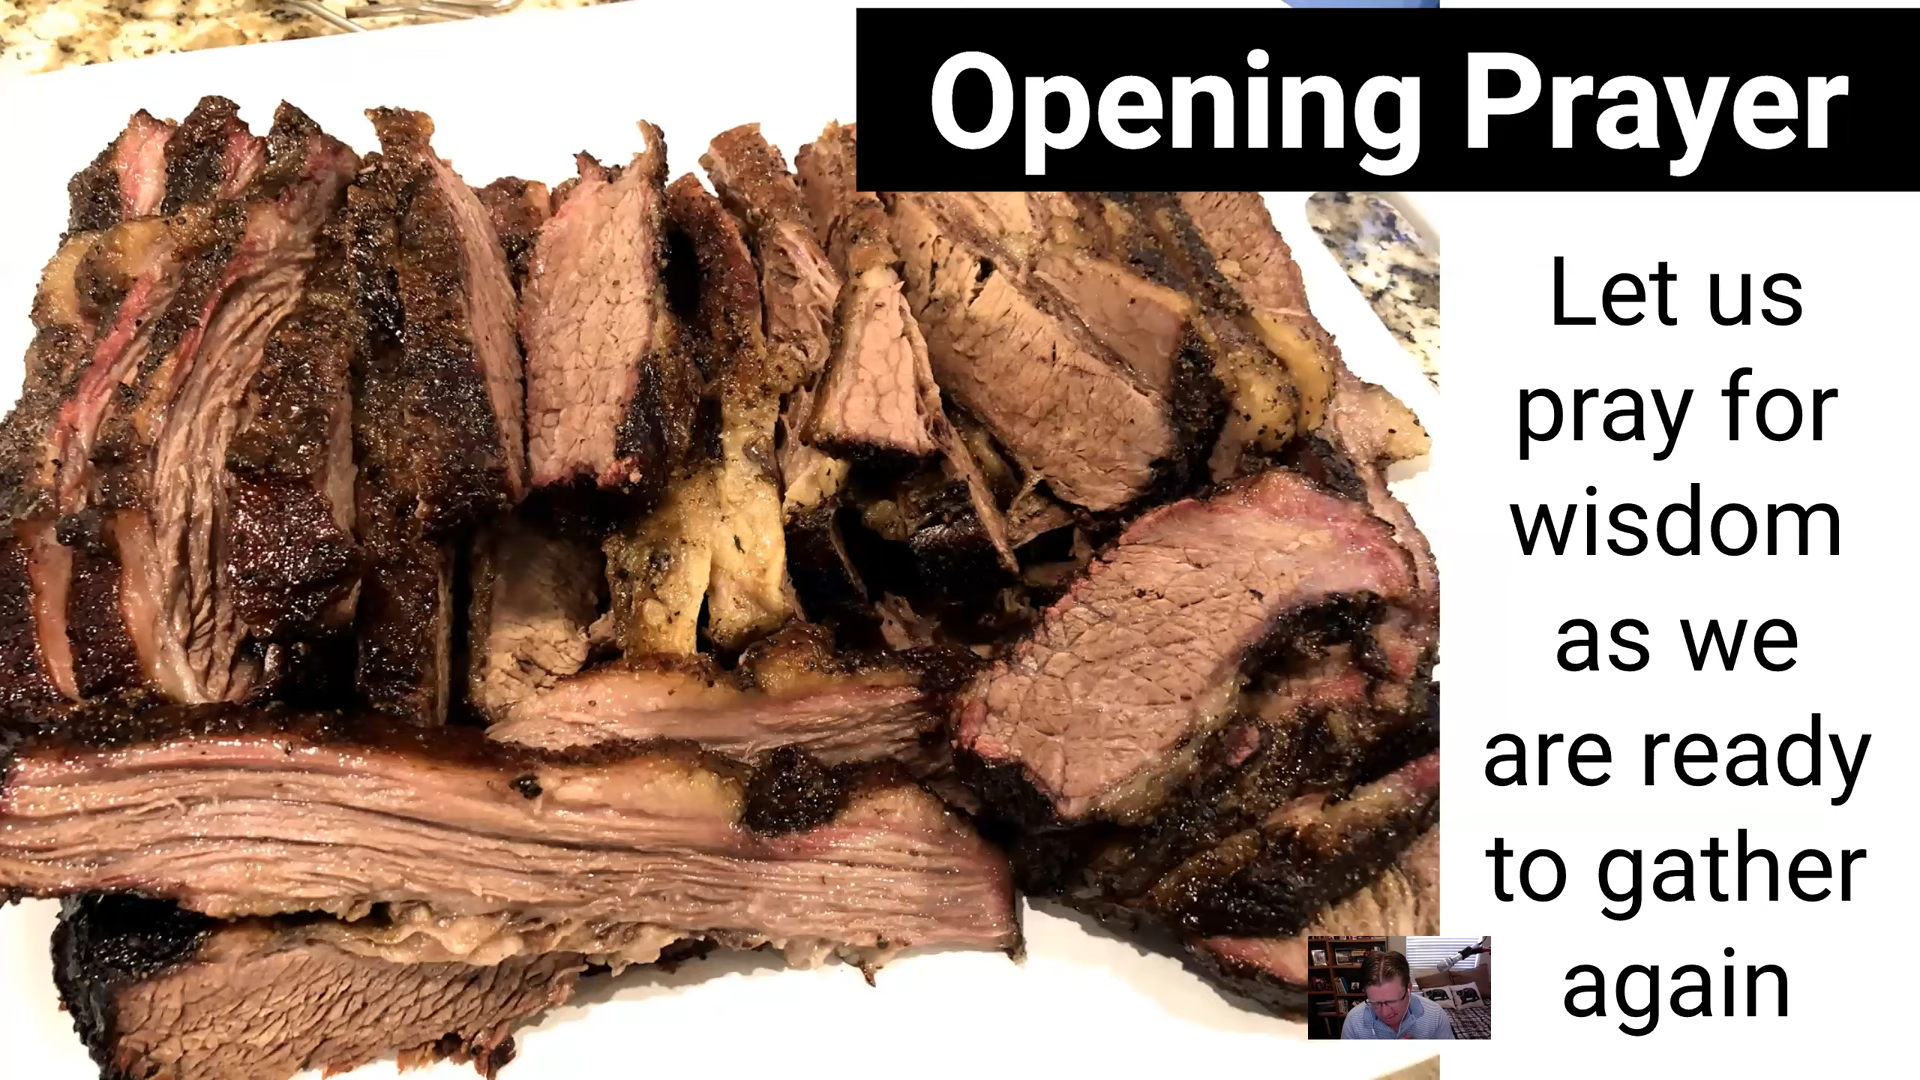 Opening Prayer
Let us
pray for
wisdom
as we
are ready
to gather
again